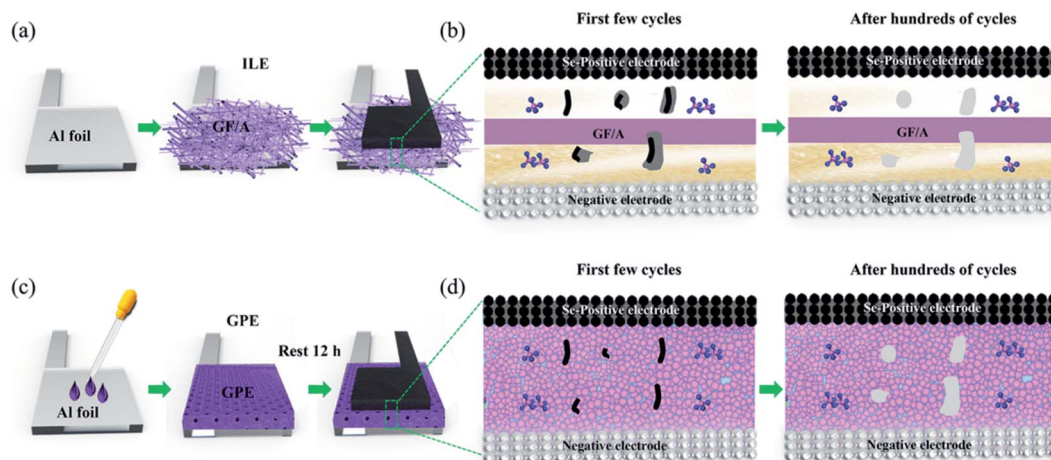 (a)
ILE
Al foil
GF/A
(b)
First few cycles
After hundreds of cycles
Se-Positive electrode
Se-Positive electrode
GF/A
GF/A
Negative electrode
Negative electrode
(c)
GPE
Rest 12 h
Al foil
GPE
(d)
First few cycles
After hundreds of cycles
Se-Positive electrode
Se-Positive electrode
Negative electrode
Negative electrode